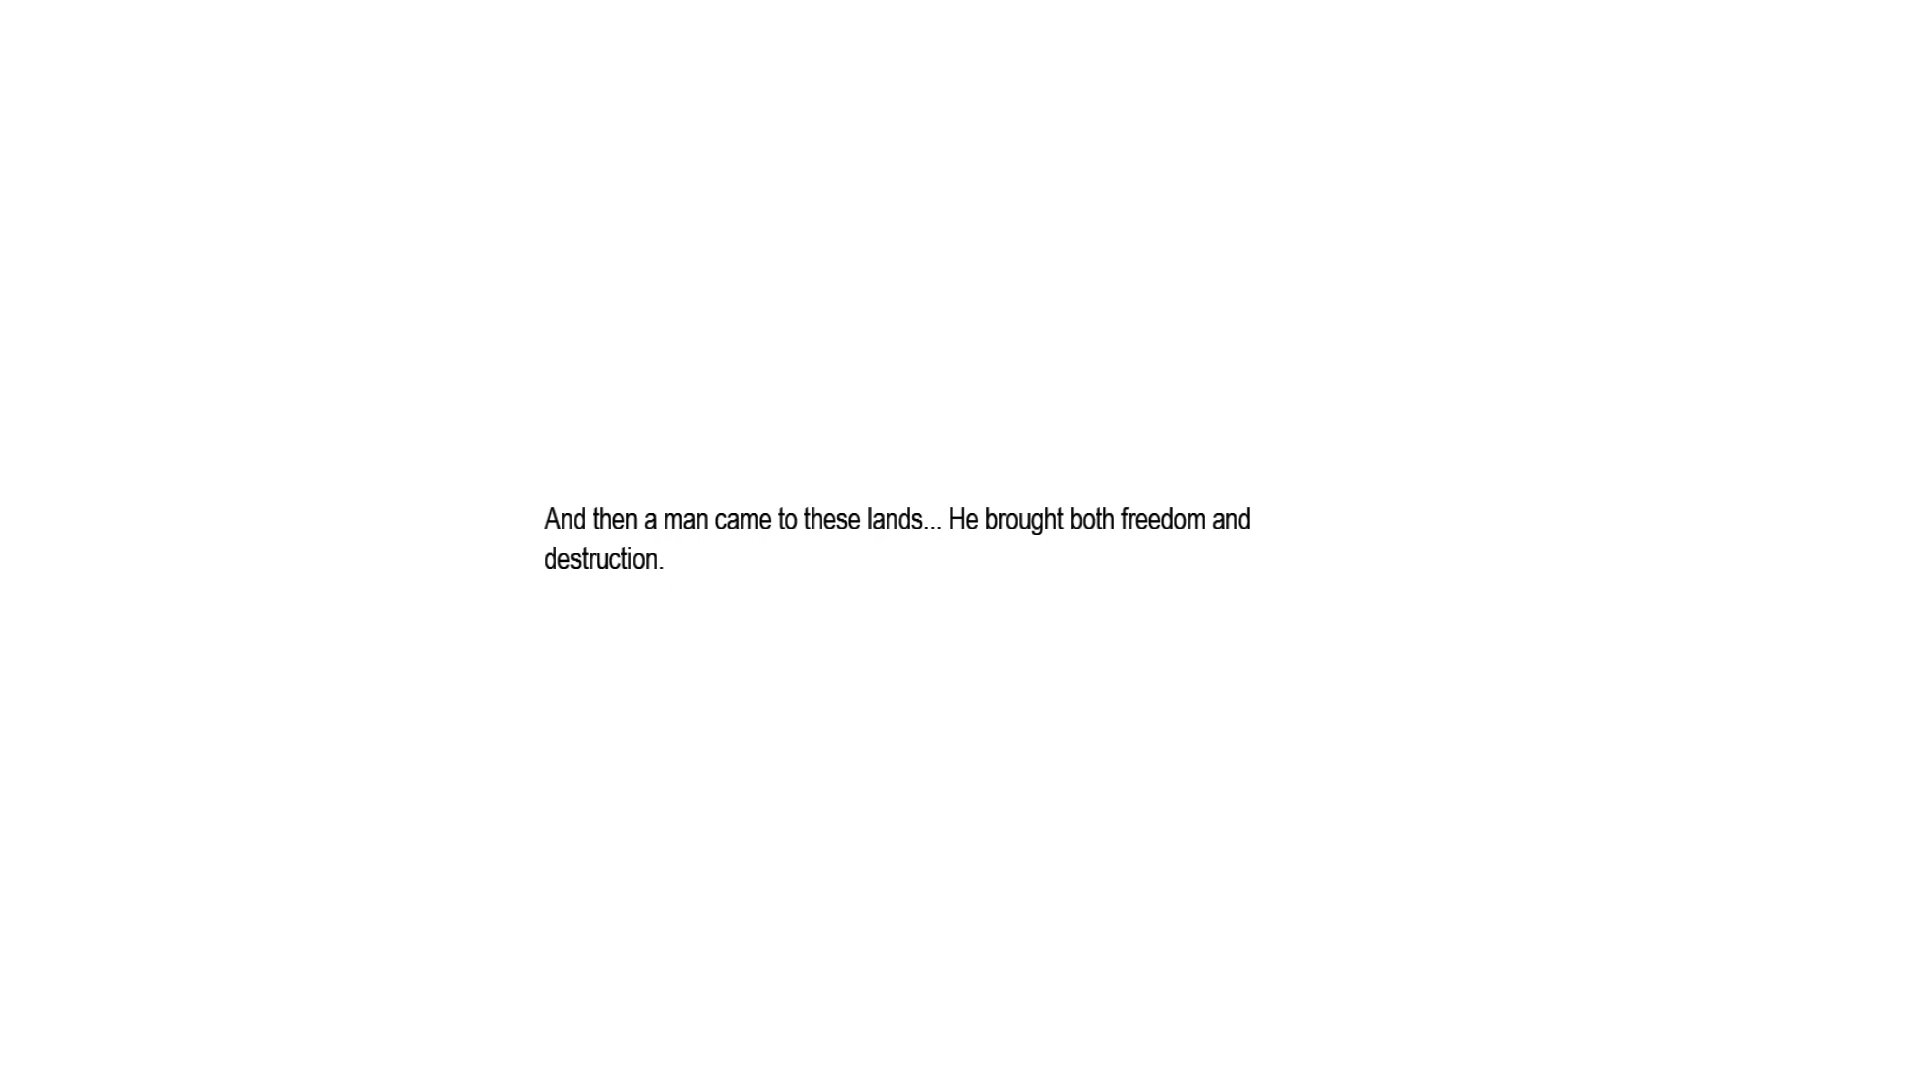 And then a man came to these lands... He brought both freedom and
destruction.